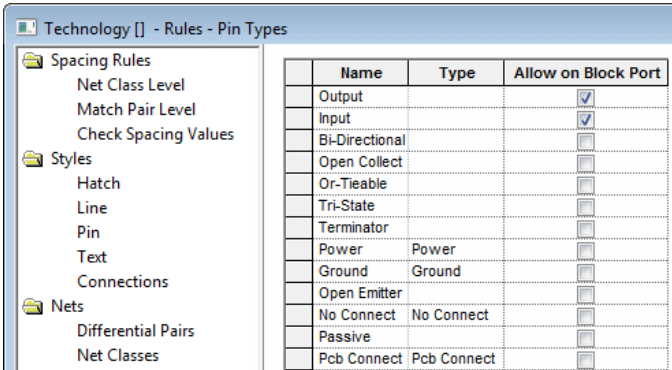 Technology [] - Rules - Pin Types
Spacing Rules
Net Class Level
Match Pair Level
Check Spacing Values
Styles
Hatch
Line
Pin
Text
Connections
Nets
Differential Pairs
Net Classes
Name Type Allow on Block Port
Output
Input
Bi-Directional
Open Collect
Or-Tieable
Tri-State
Terminator
Power Power
Ground Ground
Open Emitter
No Connect No Connect
Passive
Pcb Connect Pcb Connect